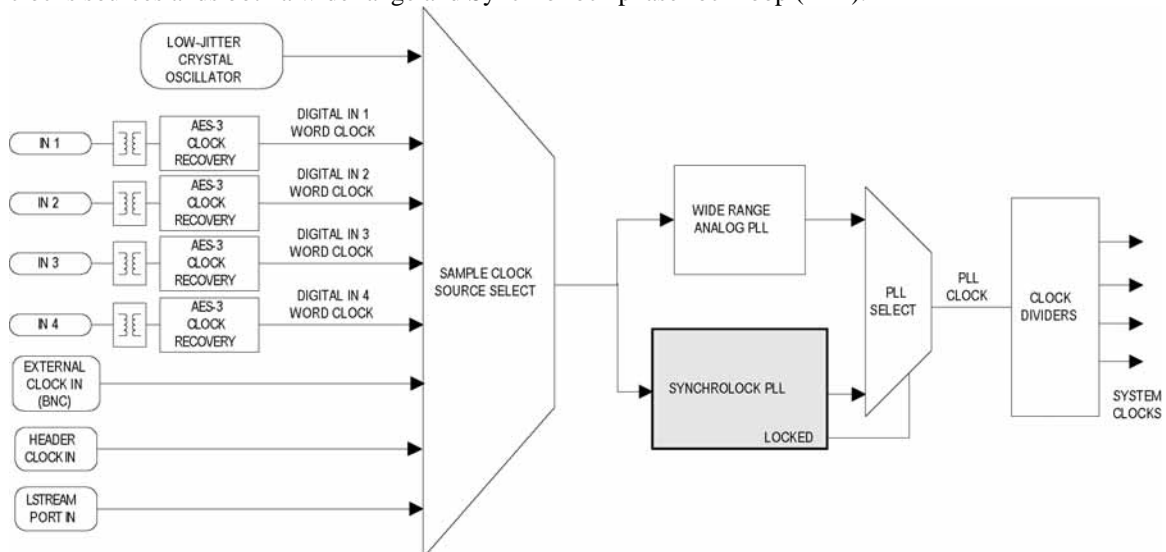 LOW-JITTER
CRYSTAL
OSCILLATOR
IN 1
AES-3
CLOCK
RECOVERY
DIGITAL IN 1
WORD CLOCK
IN 2
AES-3
CLOCK
RECOVERY
DIGITAL IN 2
WORD CLOCK
IN 3
AES-3
CLOCK
RECOVERY
DIGITAL IN 3
WORD CLOCK
IN 4
AES-3
CLOCK
RECOVERY
DIGITAL IN 4
WORD CLOCK
EXTERNAL
CLOCK IN
(BNC)
HEADER
CLOCK IN
LSTREAM
PORT IN
SAMPLE CLOCK
SOURCE SELECT
WIDE RANGE
ANALOG PLL
SYNCHROLOCK PLL
LOCKED
PLL
SELECT
PLL
CLOCK
CLOCK
DIVIDERS
SYSTEM
CLOCKS